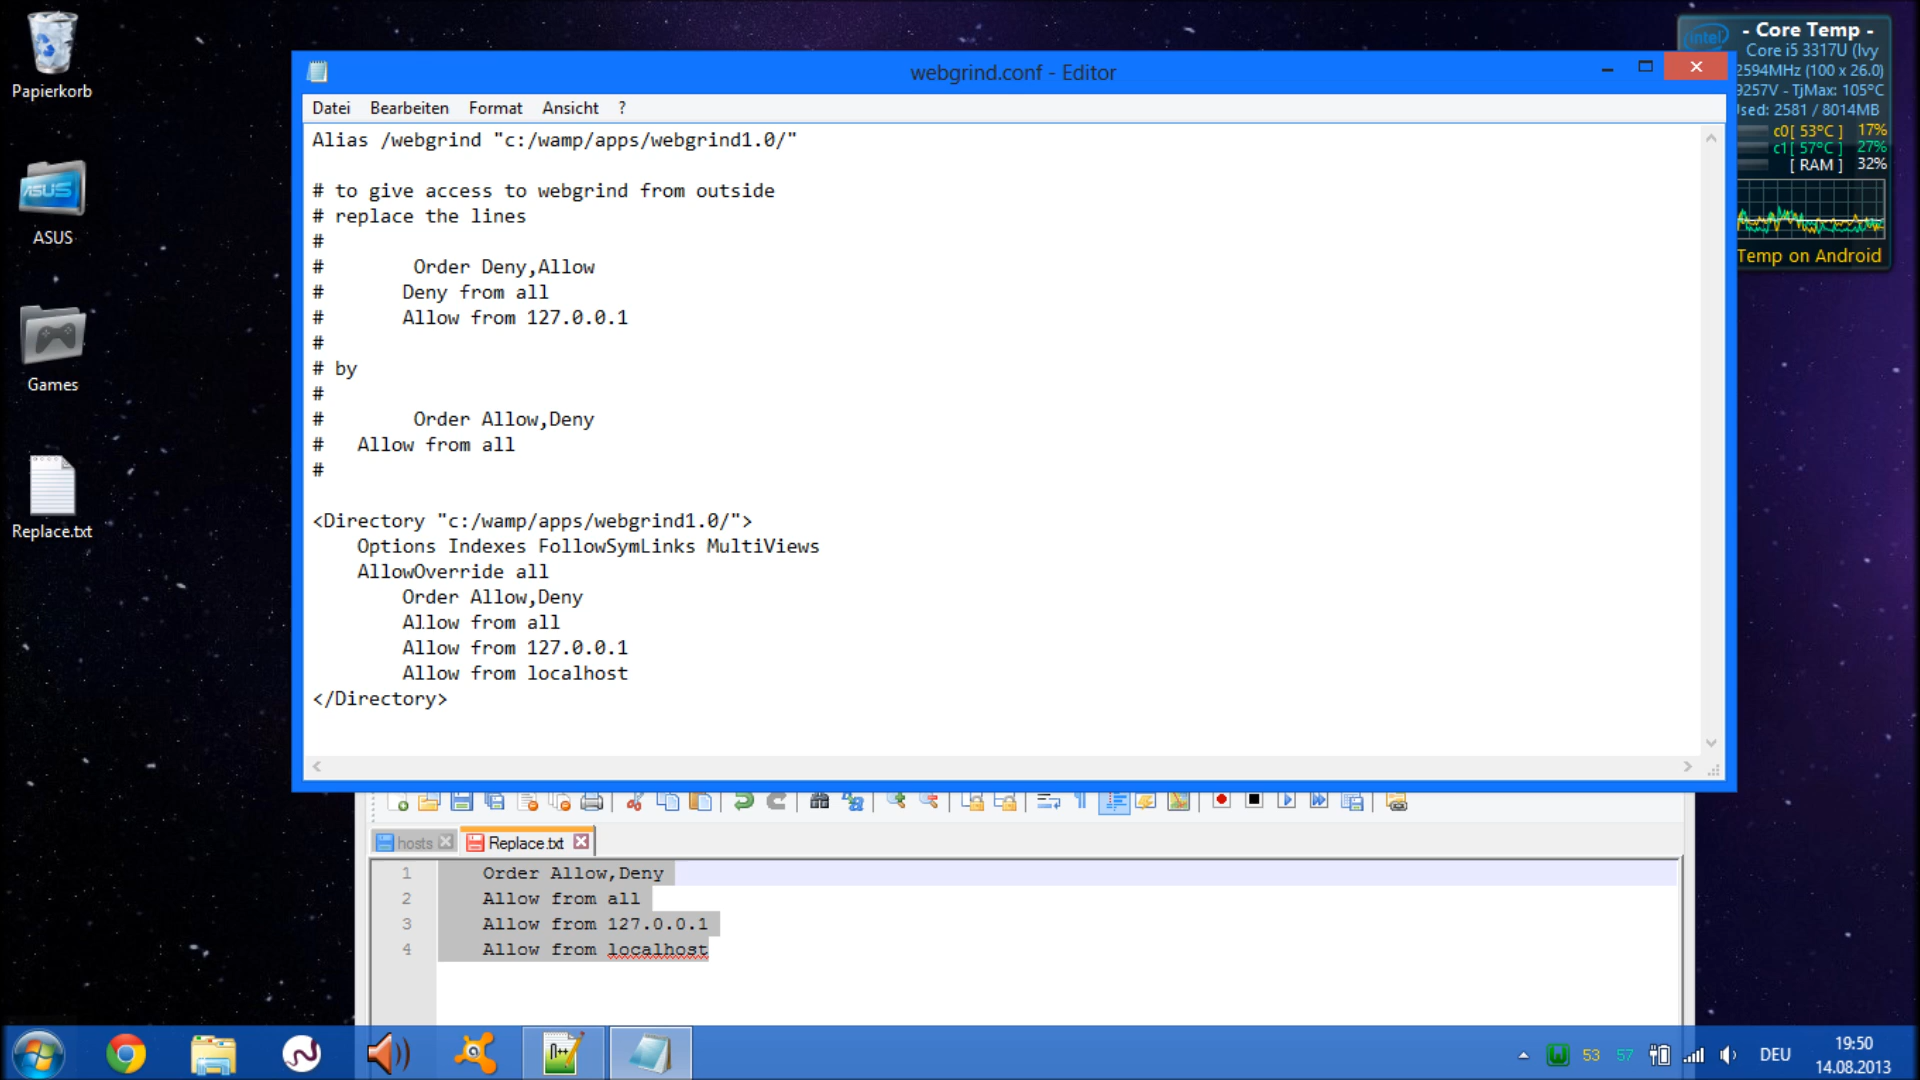 Papierkorb
ASUS
ASUS
Games
Replace.txt
webgrind.conf - Editor
Datei Bearbeiten Format Ansicht ?
Alias /webgrind "c:/wamp/apps/webgrind1.0/"
# to give access to webgrind from outside
# replace the lines
#
# Order Deny,Allow
# Deny from all
# Allow from 127.0.0.1
#
# by
#
# Order Allow,Deny
# Allow from all
#
<Directory "c:/wamp/apps/webgrind1.0/">
Options Indexes FollowSymLinks MultiViews
AllowOverride all
Order Allow,Deny
Allow from all
Allow from 127.0.0.1
Allow from localhost
</Directory>
intel
- Core Temp -
Core i5 3317U (Ivy
2594MHz (100 x 26.0)
9257V - TjMax: 105°C
sed: 2581 / 8014MB
c0[ 53°C ] 17%
c1[ 57°C ] 27%
[ RAM ] 32%
Temp on Android
hosts
Replace.txt
1 Order Allow,Deny
2 Allow from all
3 Allow from 127.0.0.1
4 Allow from localhost
53 57 DEU
19:50
14.08.2013